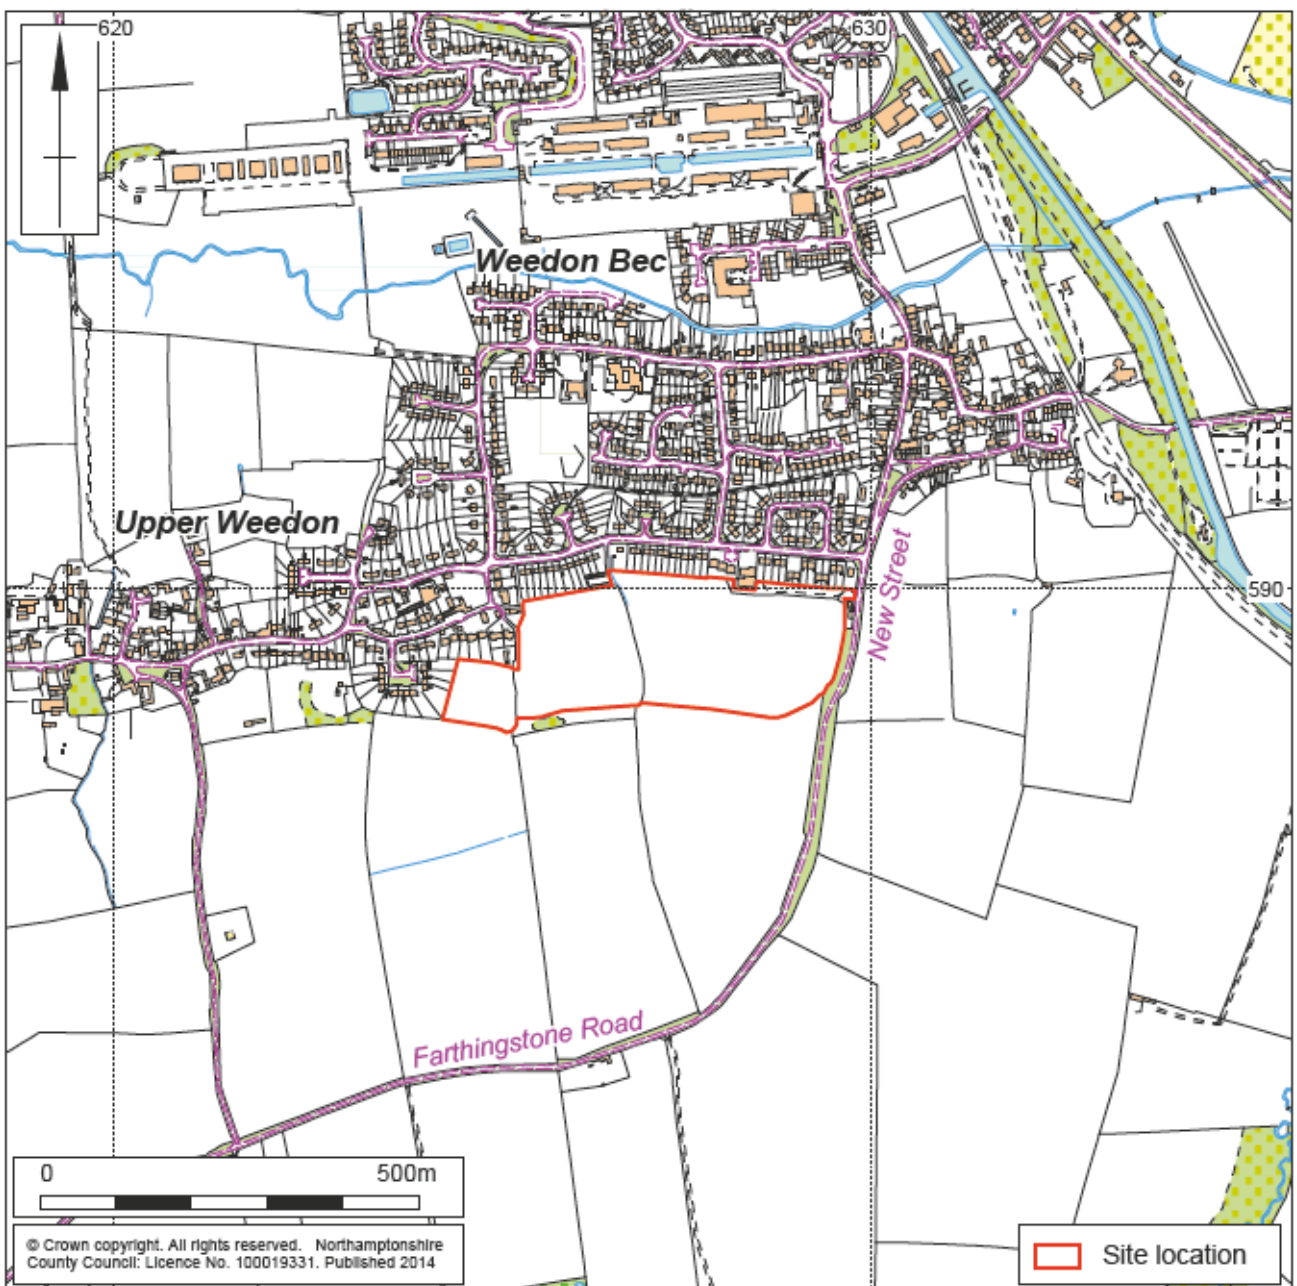 620
630
Weedon Bec
Upper Weedon
590
New Street
Farthingstone Road
0 500m
© Crown copyright. All rights reserved. Northamptonshire
County Council: Licence No. 100019331. Published 2014
Site location